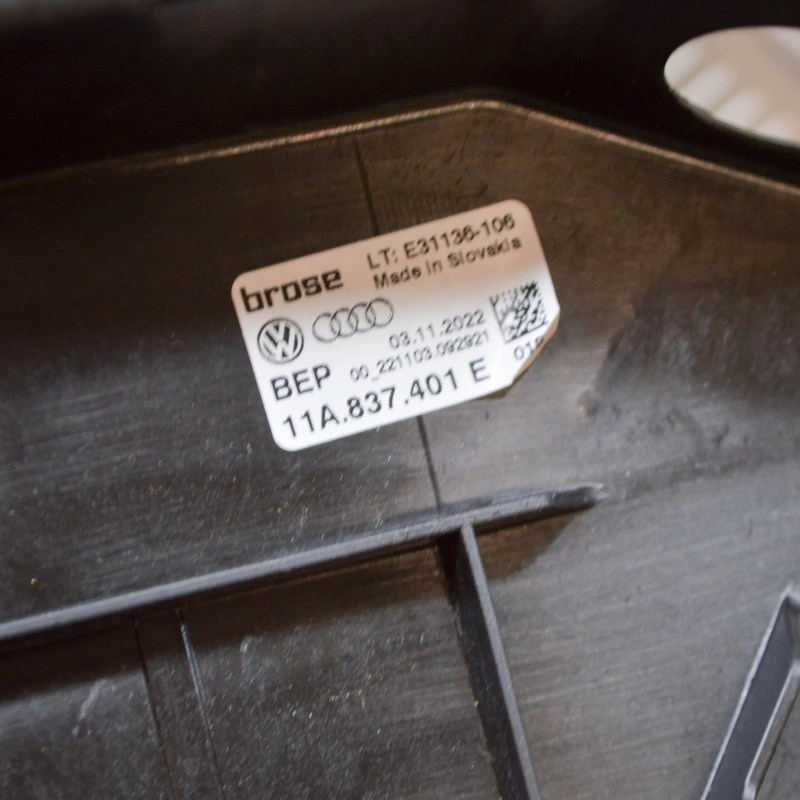 brose
LT: E31136-106
Made in Slovakia
03.11.2022
00_221103.092921
BEP
11A.837.401 E